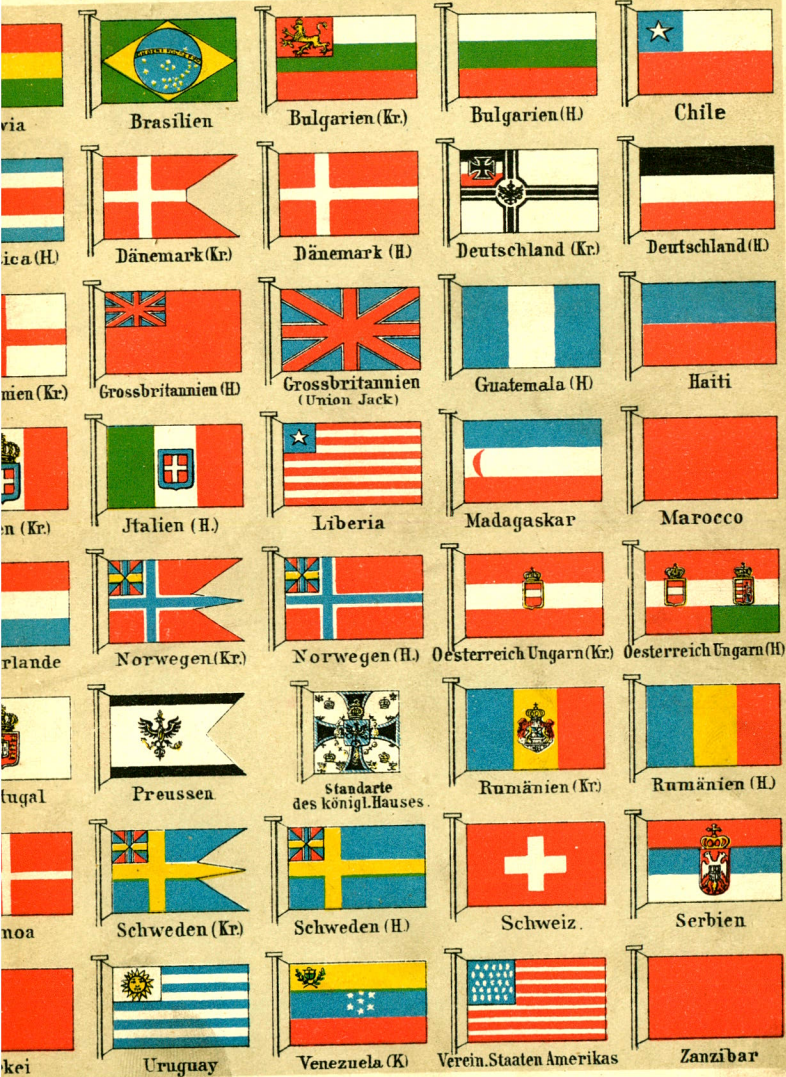 via
Brasilien
Bulgarien (Kr.)
Bulgarien (H.)
Chile
ica (H.)
Dänemark (Kr.)
Dänemark (H.)
Deutschland (Kr.)
Deutschland (H.)
nien (Kr.)
Grossbritannien (H)
Grossbritannien
(Union Jack)
Guatemala (H)
Haiti
en (Kr.)
Jtalien (H.)
Liberia
Madagaskar
Marocco
rlande
Norwegen (Kr.)
Norwegen (H.)
Oesterreich Ungarn (Kr.)
Oesterreich Ungarn (H)
tugal
Preussen
Standarte
des königl. Hauses.
Rumänien (Kr.)
Rumänien (H.)
moa
Schweden (Kr.)
Schweden (H.)
Schweiz.
Serbien
kei
Uruguay
Venezuela (K)
Verein. Staaten Amerikas
Zanzibar